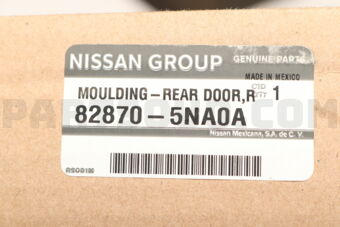 NISSAN GROUP GENUINE PARTS
MADE IN MEXICO
MOULDING-REAR DOOR,R 1
82870-5NA0A
Nissan Mexicana, S.A. de C.V.